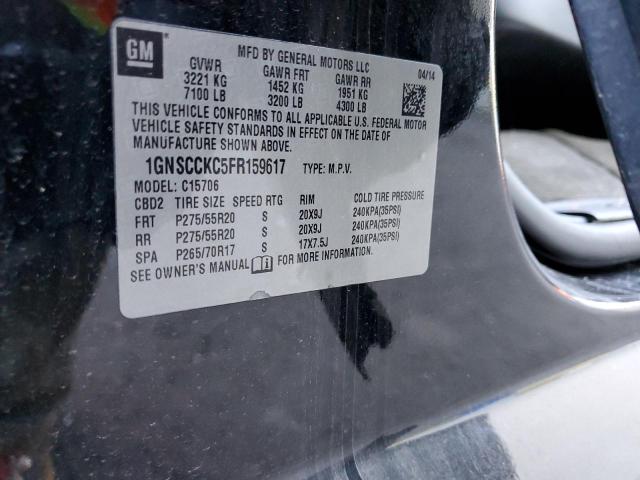 GM
MFD BY GENERAL MOTORS LLC
04/14
GVWR GAWR FRT GAWR RR
3221 KG 1452 KG 1951 KG
7100 LB 3200 LB 4300 LB
THIS VEHICLE CONFORMS TO ALL APPLICABLE U.S. FEDERAL MOTOR
VEHICLE SAFETY STANDARDS IN EFFECT ON THE DATE OF
MANUFACTURE SHOWN ABOVE.
1GNSCCKC5FR159617 TYPE: M.P.V.
MODEL: C15706
CBD2 TIRE SIZE SPEED RTG RIM COLD TIRE PRESSURE
FRT P275/55R20 S 20X9J 240KPA(35PSI)
RR P275/55R20 S 20X9J 240KPA(35PSI)
SPA P265/70R17 S 17X7.5J 240KPA(35PSI)
SEE OWNER'S MANUAL FOR MORE INFORMATION.